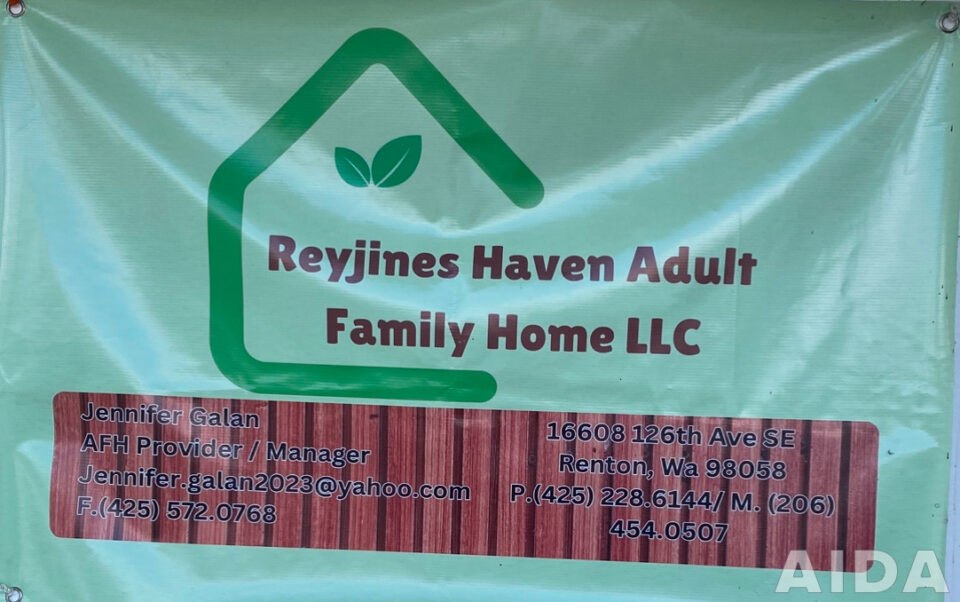 Reyjines Haven Adult
Family Home LLC
Jennifer Galan
AFH Provider / Manager
Jennifer.galan2023@yahoo.com
F.(425) 572.0768
16608 126th Ave SE
Renton, Wa 98058
P.(425) 228.6144/ M. (206)
454.0507
AIDA